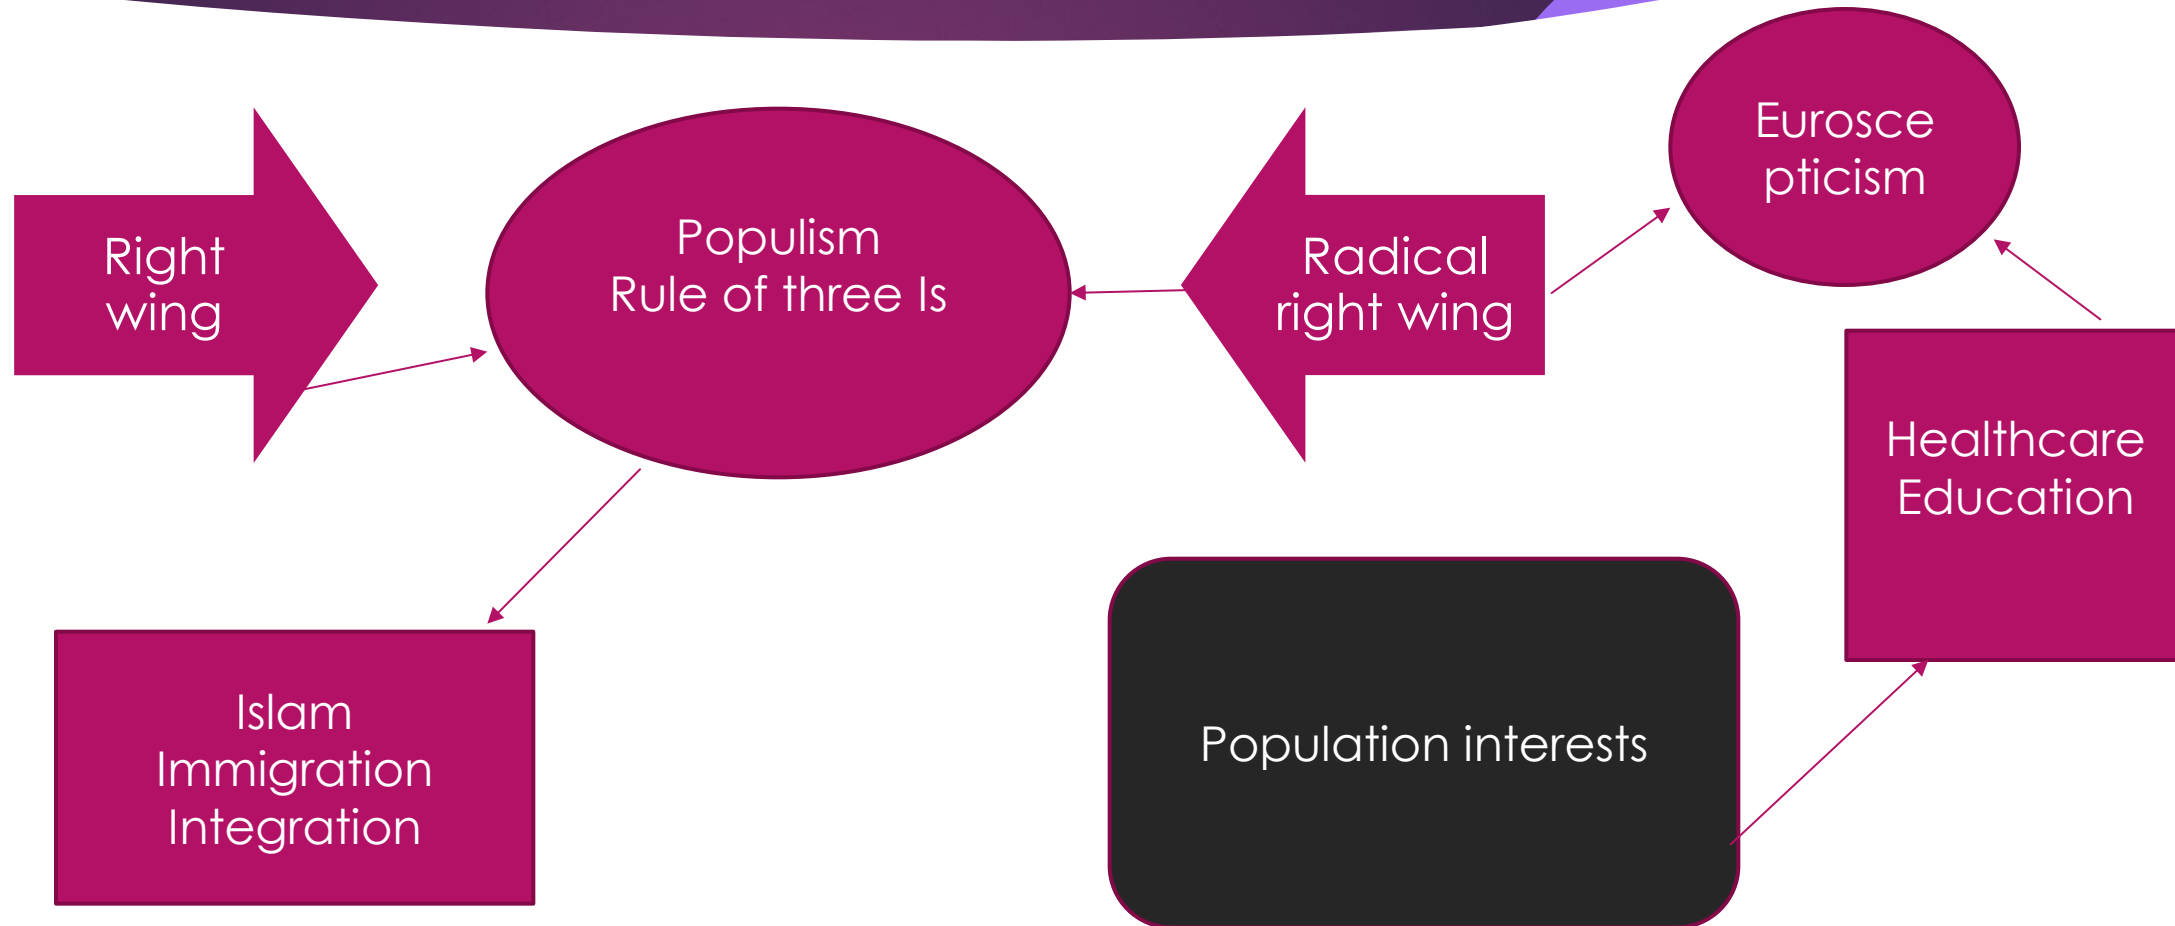 Right
wing
Populism
Rule of three Is
Radical
right wing
Eurosce
pticism
Healthcare
Education
Islam
Immigration
Integration
Population interests